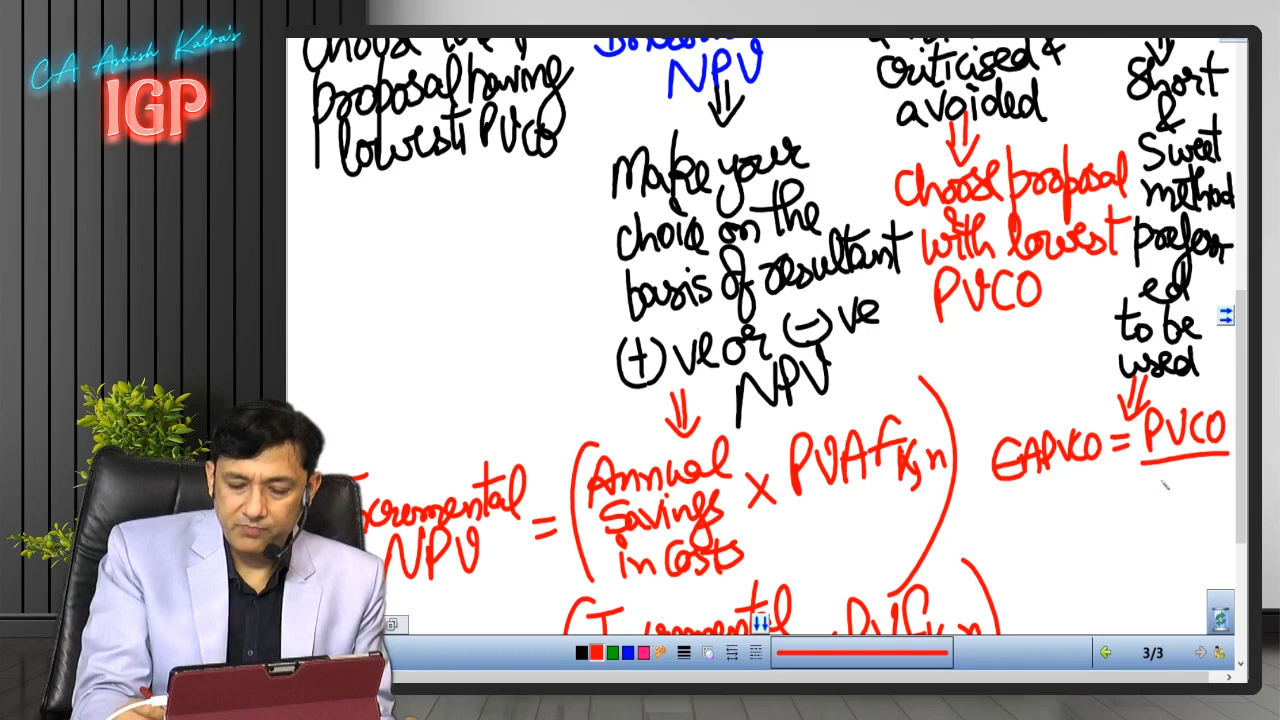 CA Ashish Kalra's
IGP
proposal having
lowest PVCO
NPV
Make your
choice on the
basis of resultant
(+)ve or (-)ve
NPV
criticised &
avoided
choose proposal
with lowest
PVCO
short
&
Sweet
method
preferr
ed
to be
used
NPV = (Annual Savings in Costs x PVAF K, n)
EAPVCO = PVCO
3/3